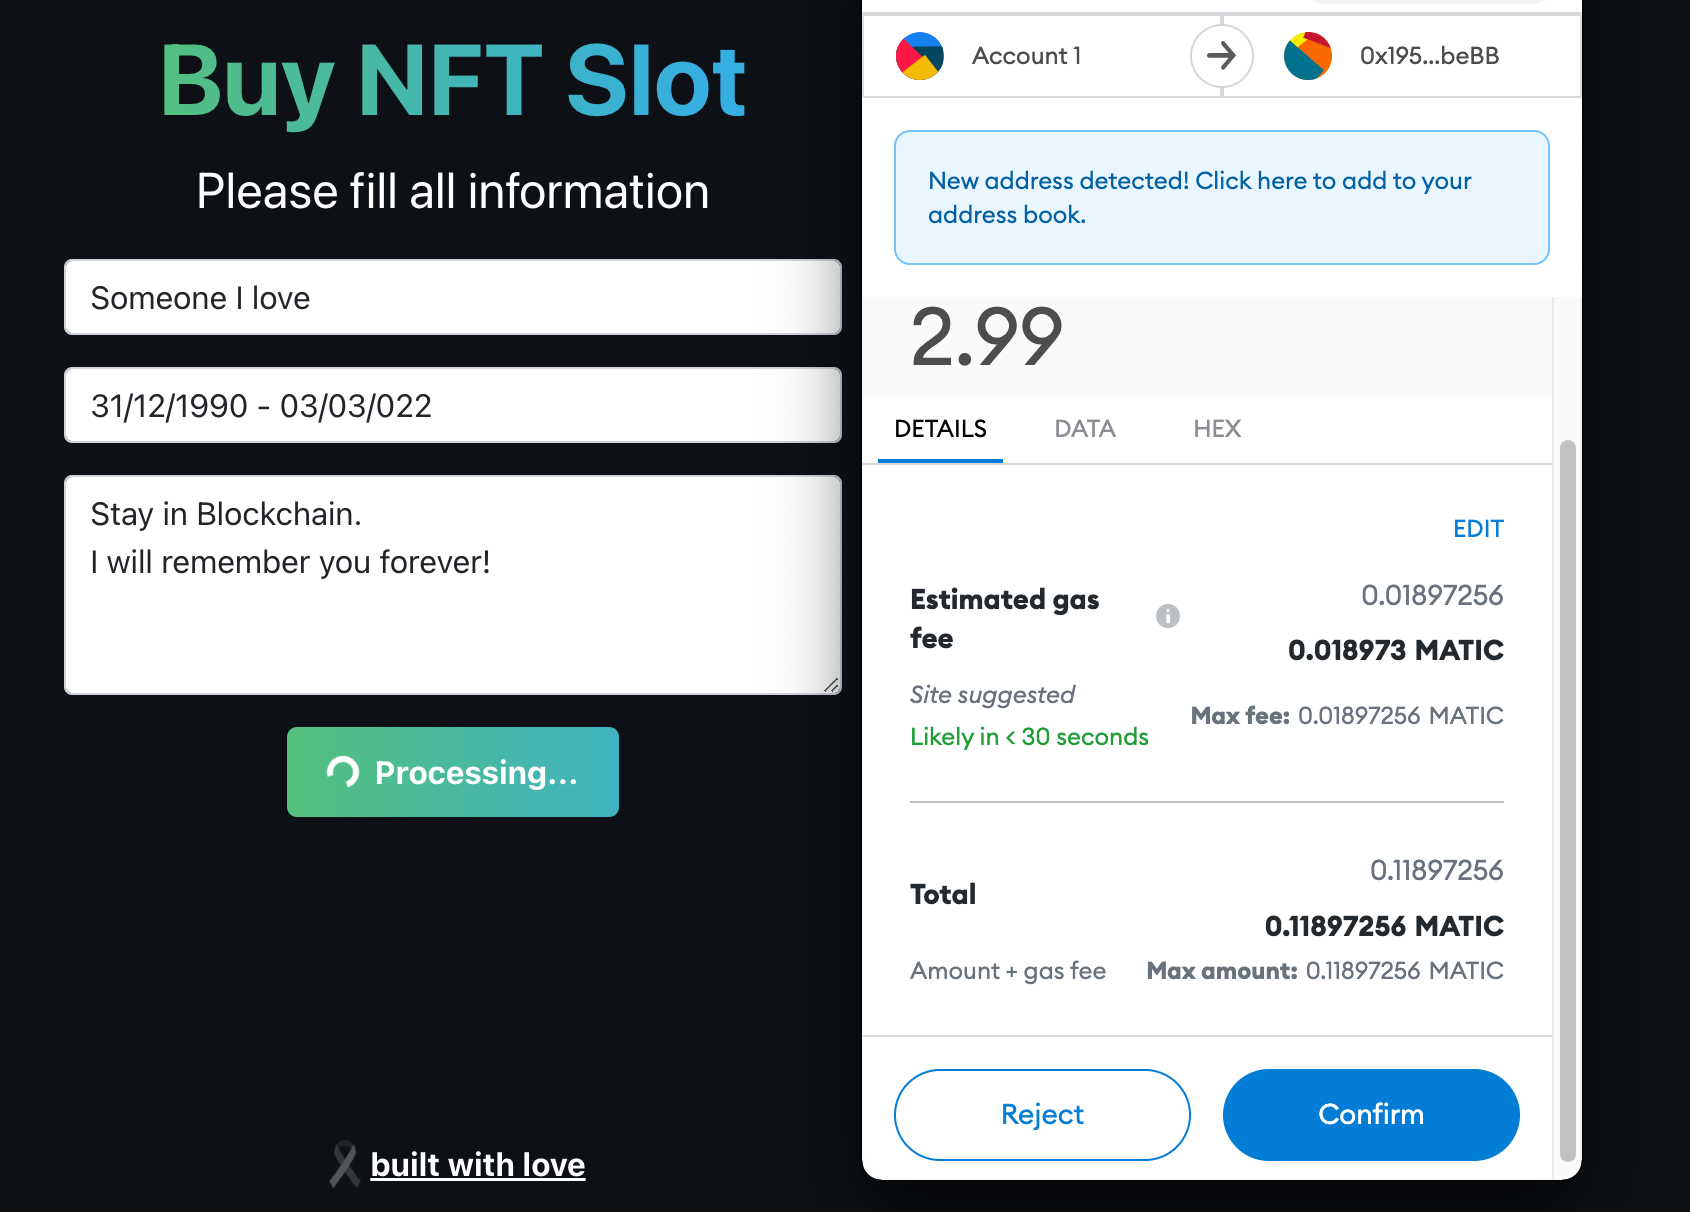 Buy NFT Slot
Please fill all information
Someone I love
31/12/1990 - 03/03/022
Stay in Blockchain.
I will remember you forever!
Processing...
built with love
Account 1
0x195...beBB
New address detected! Click here to add to your
address book.
2.99
DETAILS DATA HEX
EDIT
Estimated gas
fee
0.01897256
0.018973 MATIC
Site suggested
Max fee: 0.01897256 MATIC
Likely in < 30 seconds
0.11897256
Total
0.11897256 MATIC
Amount + gas fee
Max amount: 0.11897256 MATIC
Reject
Confirm